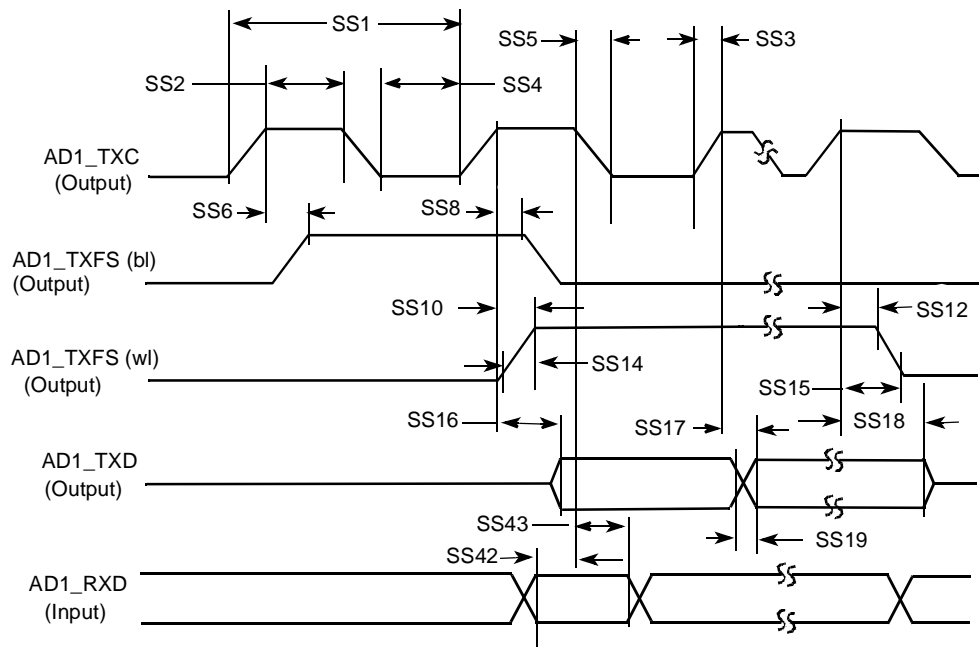 SS1
SS5
SS3
SS2
SS4
AD1_TXC
(Output)
SS6
SS8
AD1_TXFS (bl)
(Output)
SS10
SS12
AD1_TXFS (wl)
(Output)
SS14
SS15
SS16
SS17
SS18
AD1_TXD
(Output)
SS43
SS19
SS42
AD1_RXD
(Input)